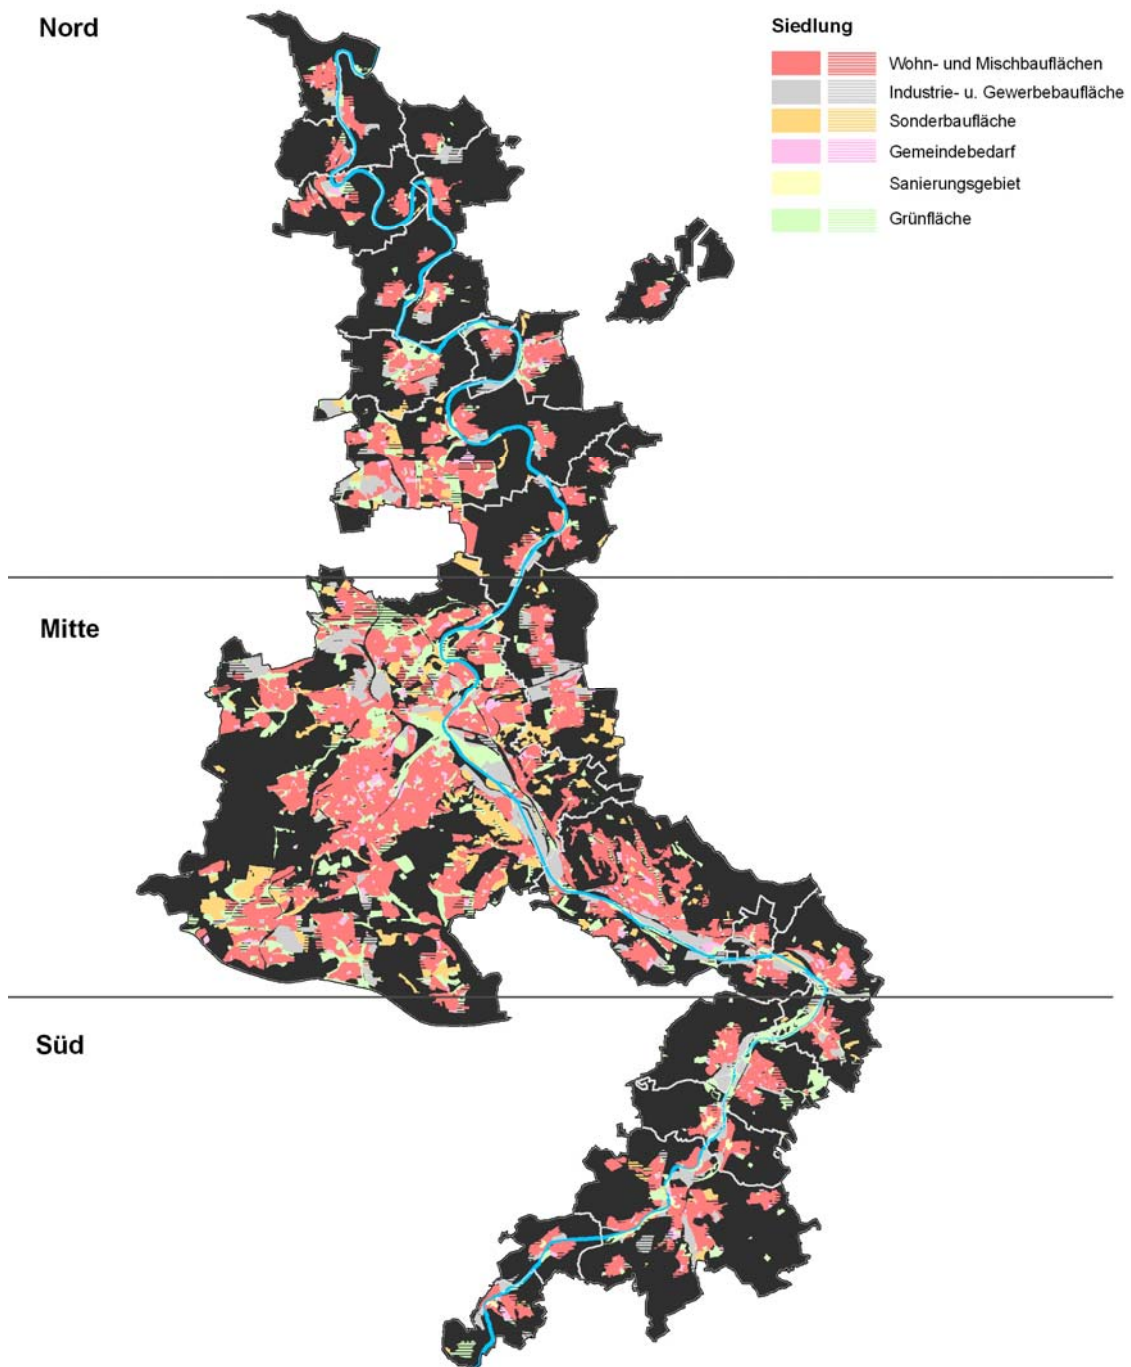 Nord
Siedlung
Wohn- und Mischbauflächen
Industrie- u. Gewerbebaufläche
Sonderbaufläche
Gemeindebedarf
Sanierungsgebiet
Grünfläche
Mitte
Süd